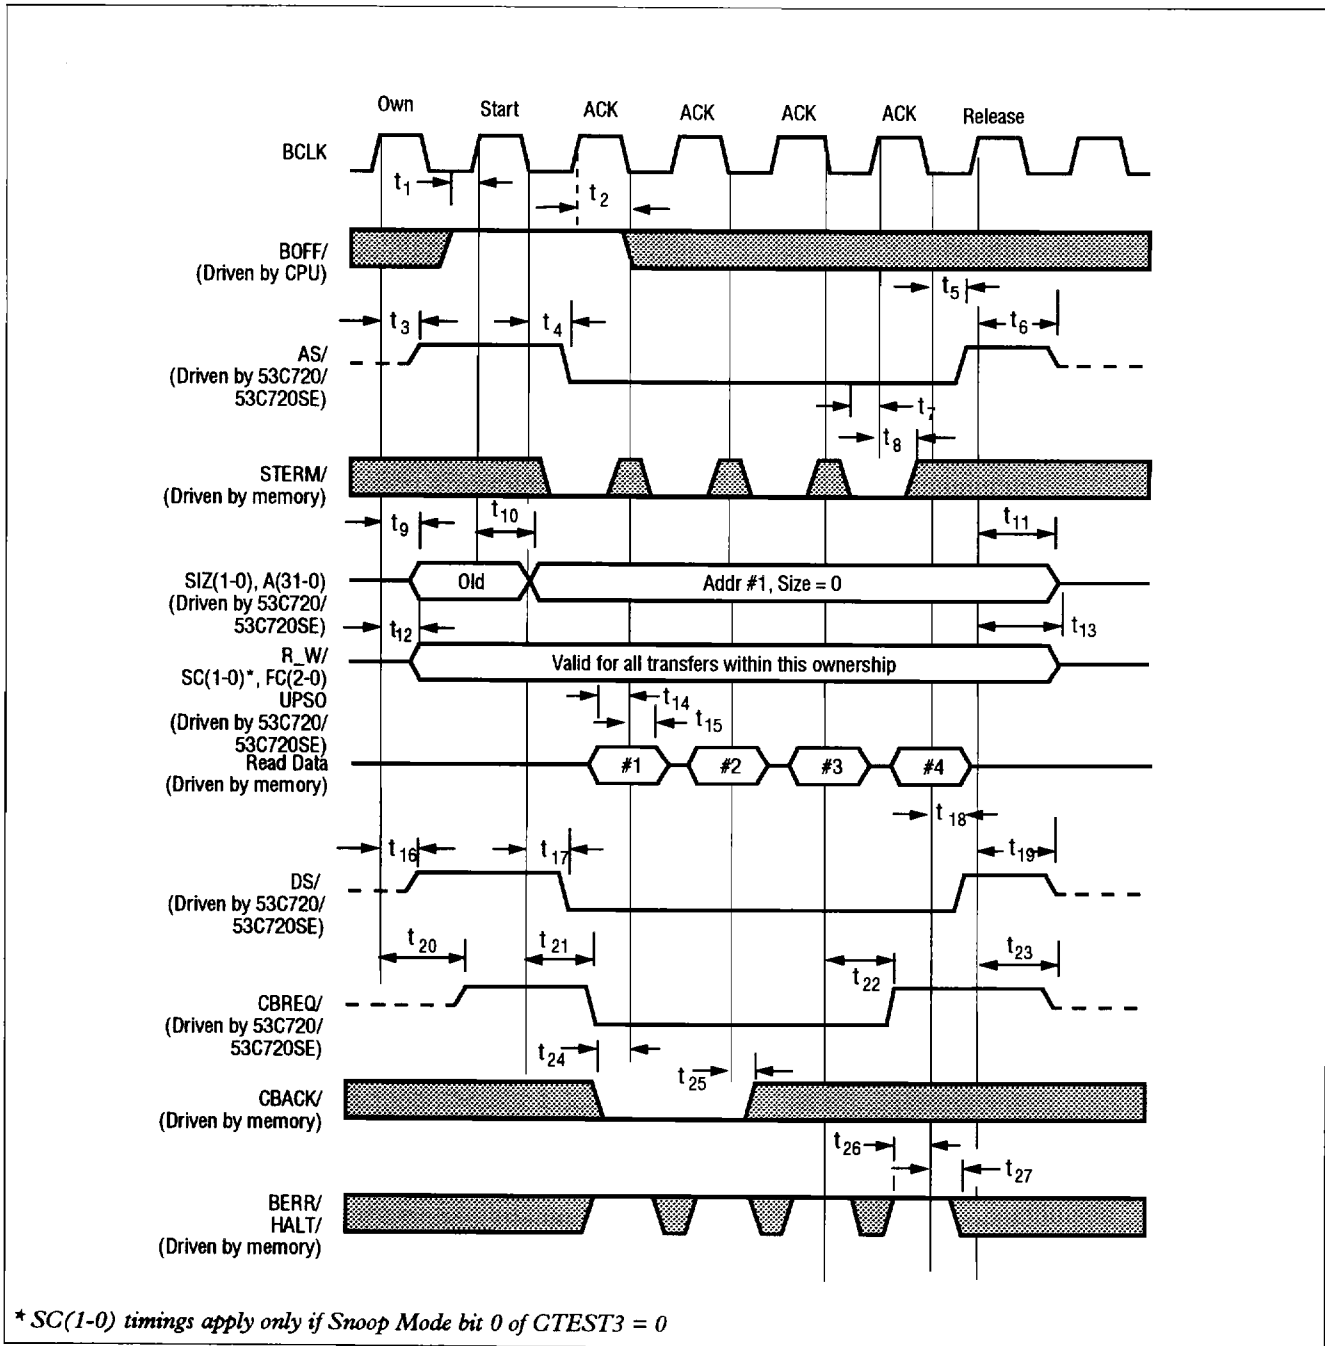 Own Start ACK ACK ACK ACK Release
BCLK
t1 t2
BOFF/
(Driven by CPU)
t5
t3 t4 t6
AS/
(Driven by 53C720/
53C720SE)
t7
t8
STERM/
(Driven by memory)
t9 t10 t11
SIZ(1-0), A(31-0) Old Addr #1, Size = 0
(Driven by 53C720/
53C720SE)
t12 t13
R_W/ Valid for all transfers within this ownership
SC(1-0)*, FC(2-0)
UPSO t14
(Driven by 53C720/ t15
53C720SE)
Read Data #1 #2 #3 #4
(Driven by memory)
t18
t16 t17 t19
DS/
(Driven by 53C720/
53C720SE)
t20 t21 t22 t23
CBREQ/
(Driven by 53C720/
53C720SE)
t24 t25
CBACK/
(Driven by memory)
t26 t27
BERR/
HALT/
(Driven by memory)
* SC(1-0) timings apply only if Snoop Mode bit 0 of CTEST3 = 0